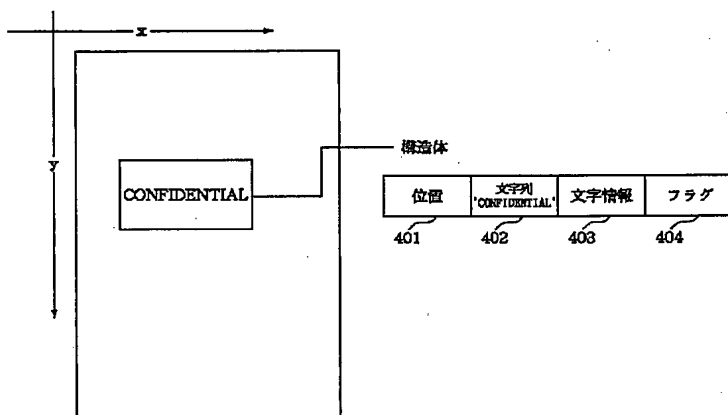 x
y
CONFIDENTIAL
構造体
位置
文字列
"CONFIDENTIAL"
文字情報
フラグ
401
402
403
404